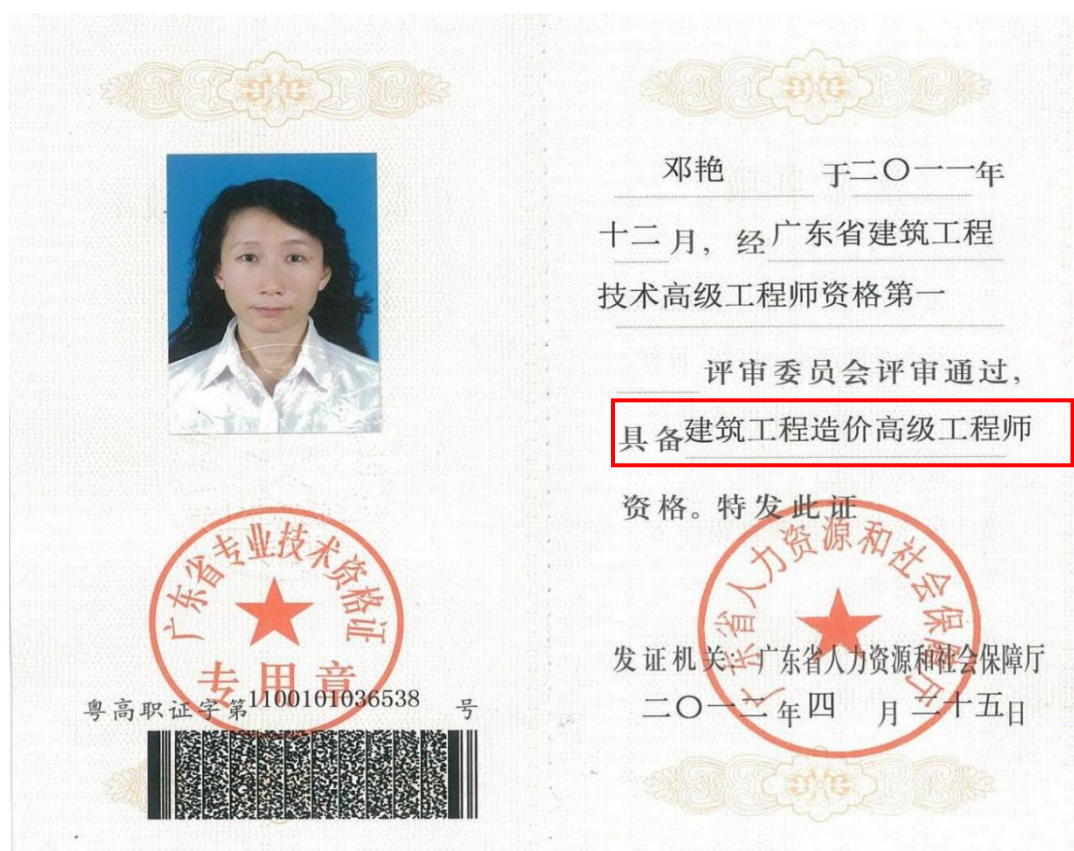 广东省专业技术资格证
专用章
粤高职证字第1100101036538号
邓艳 于二〇一一年
十二月，经广东省建筑工程
技术高级工程师资格第一
评审委员会评审通过，
具备建筑工程造价高级工程师
资格。特发此证
广东省人力资源和社会保障厅
发证机关：广东省人力资源和社会保障厅
二〇一二年四月二十五日